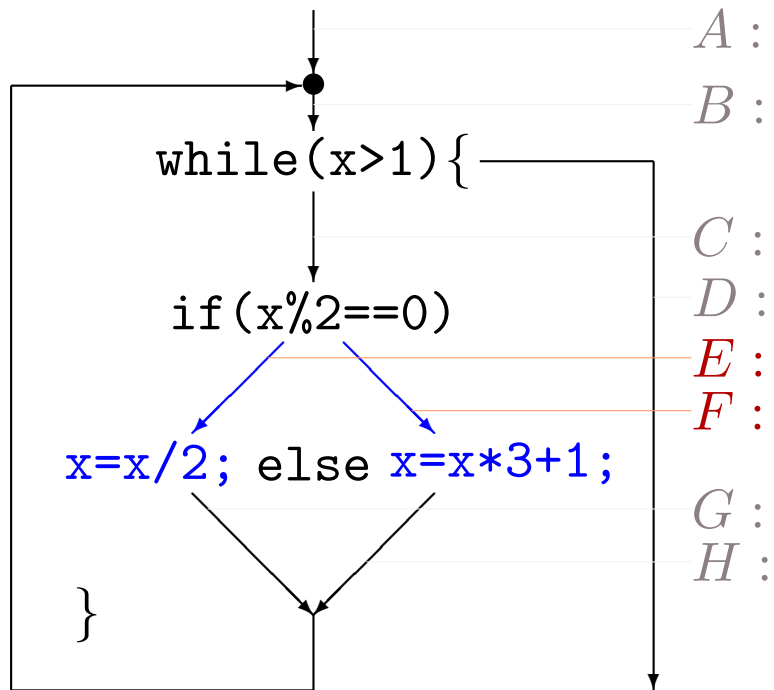 A :
B :
while(x>1){
C :
if(x%2==0)
D :
E :
F :
x=x/2; else x=x*3+1;
G :
H :
}